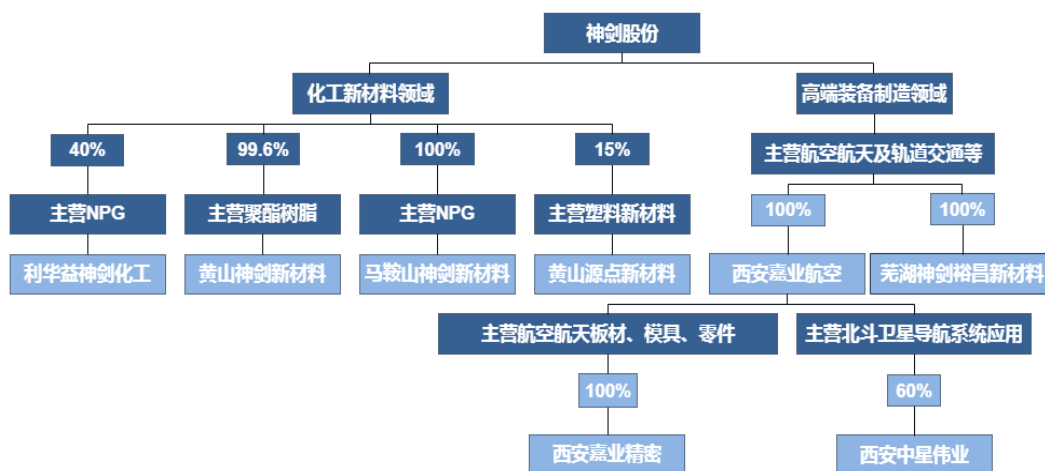 神剑股份
化工新材料领域
高端装备制造领域
40%
99.6%
100%
15%
主营航空航天及轨道交通等
主营NPG
主营聚酯树脂
主营NPG
主营塑料新材料
100%
100%
利华益神剑化工
黄山神剑新材料
马鞍山神剑新材料
黄山源点新材料
西安嘉业航空
芜湖神剑裕昌新材料
主营航空航天板材、模具、零件
主营北斗卫星导航系统应用
100%
60%
西安嘉业精密
西安中星伟业